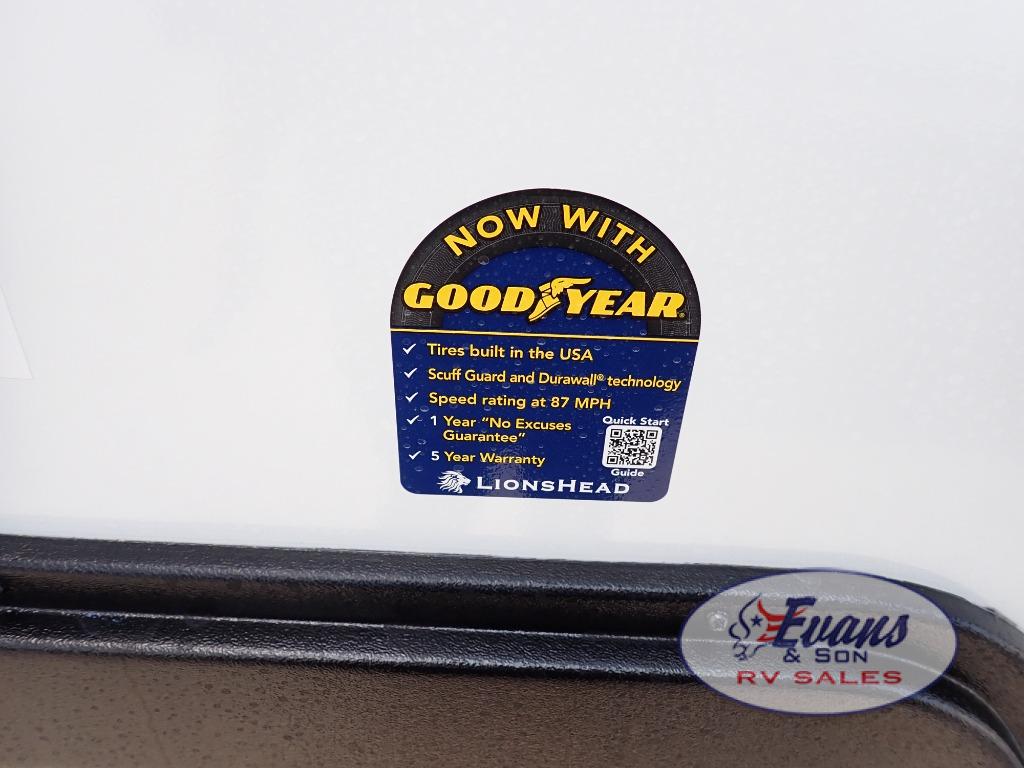 NOW WITH
GOODYEAR
Tires built in the USA
Scuff Guard and Durawall® technology
Speed rating at 87 MPH
1 Year "No Excuses
Guarantee"
5 Year Warranty
Quick Start
Guide
LIONSHEAD
Evans
& SON
RV SALES